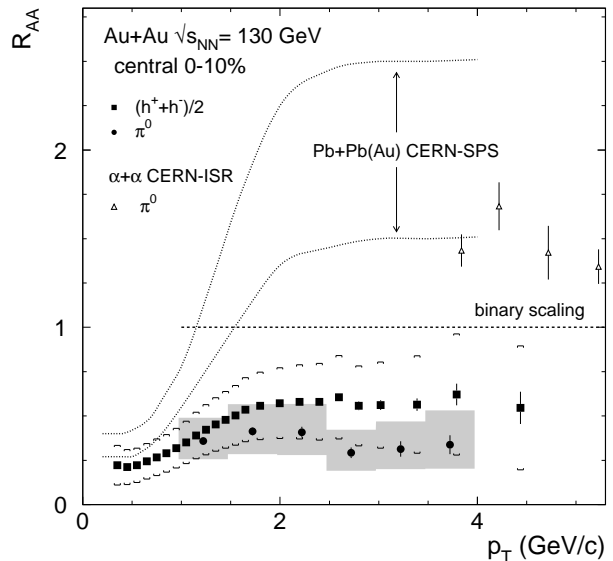 R_AA
Au+Au √s_NN= 130 GeV
central 0-10%
(h⁺+h⁻)/2
π⁰
α+α CERN-ISR
π⁰
Pb+Pb(Au) CERN-SPS
binary scaling
2
1
0
0 2 4
p_T (GeV/c)